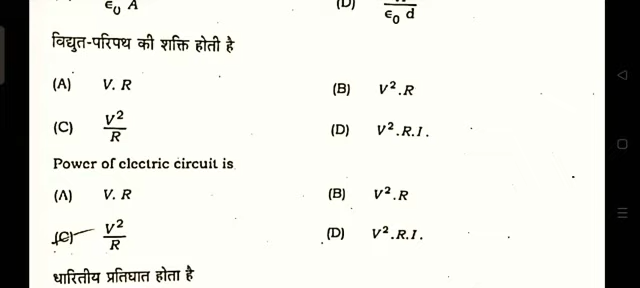 ε₀ A (D) ε₀ d
विद्युत-परिपथ की शक्ति होती है
(A) V. R (B) V².R
(C) V²/R (D) V².R.I.
Power of electric circuit is
(A) V. R (B) V².R
(C) V²/R (D) V².R.I.
धारितीय प्रतिघात होता है